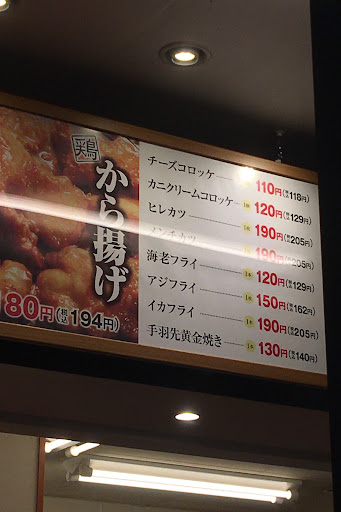 鶏
から揚げ
80円(税込194円)
チーズコロッケ 110円(税込118円)
カニクリームコロッケ 120円(税込129円)
ヒレカツ 190円(税込205円)
メンチカツ 190円(税込205円)
海老フライ 120円(税込129円)
アジフライ 150円(税込162円)
イカフライ 1本 190円(税込205円)
手羽先黄金焼き 1本 130円(税込140円)